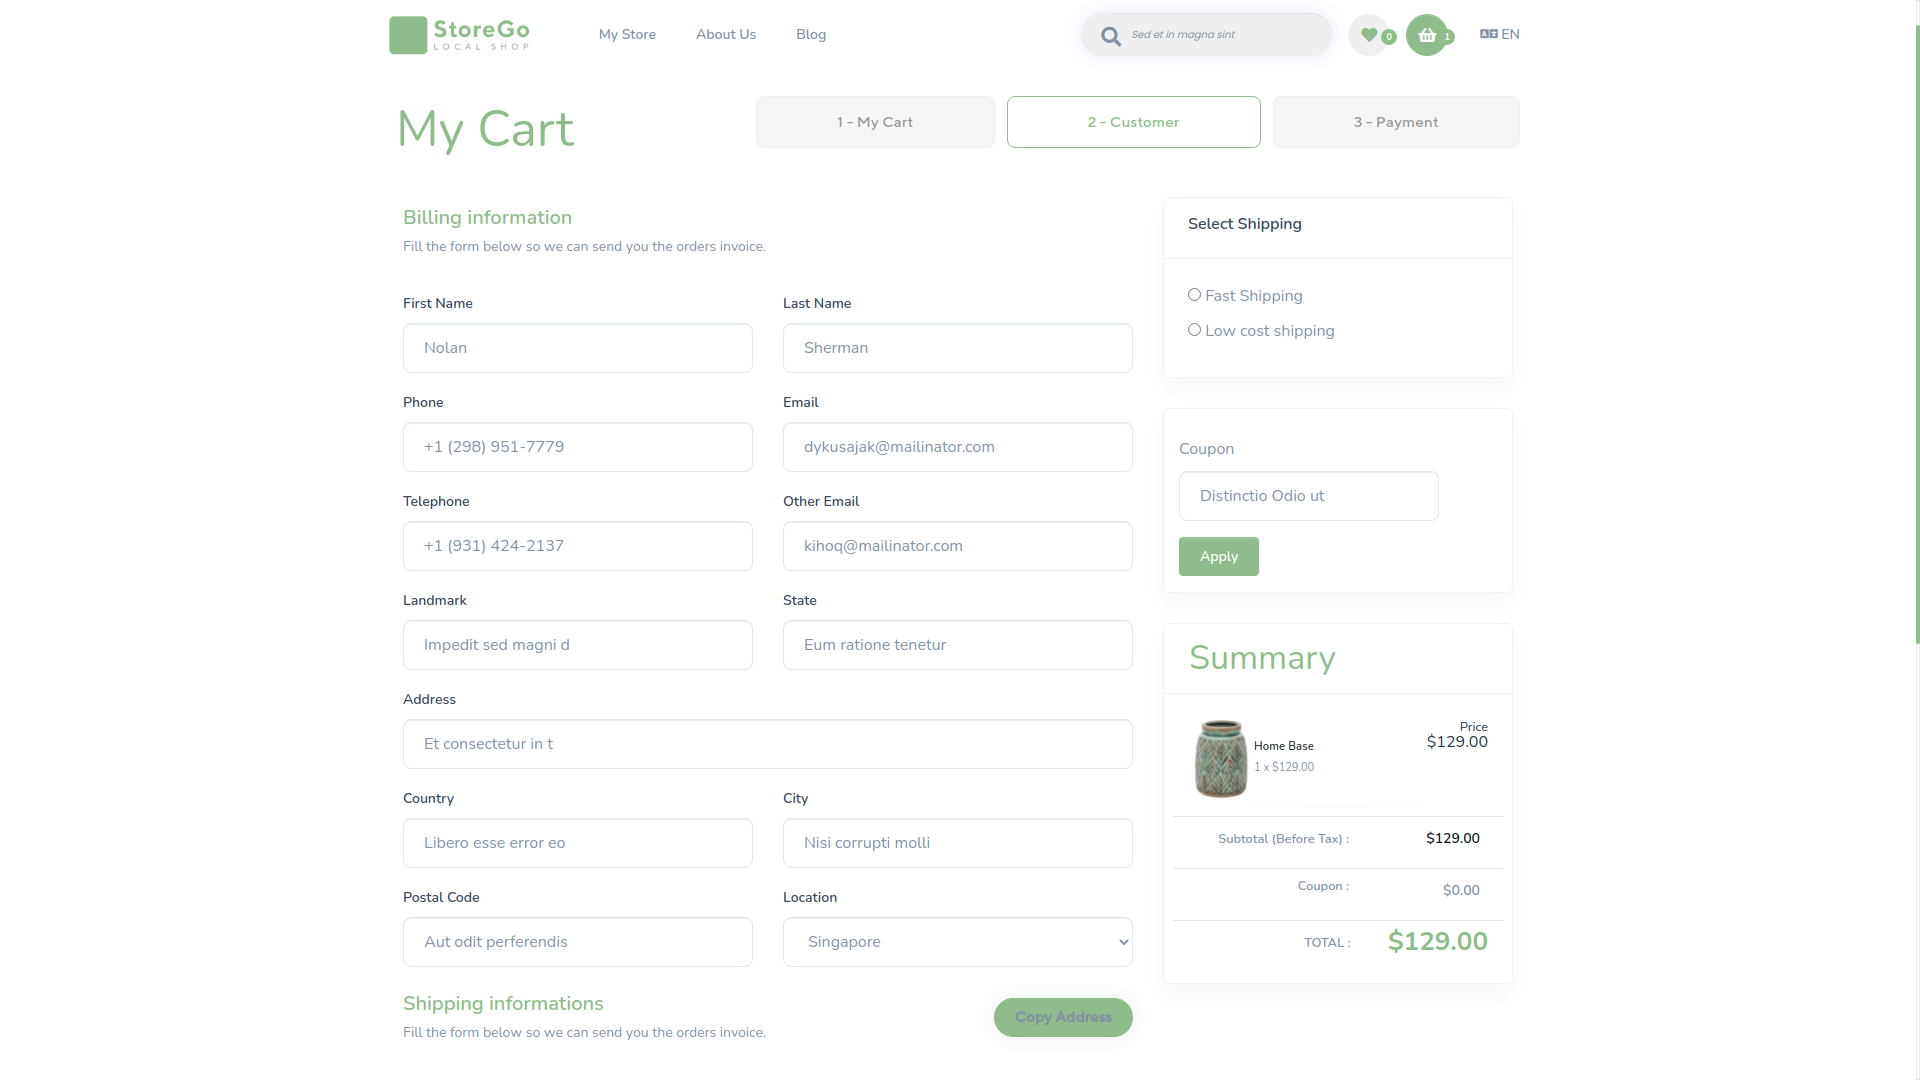 StoreGo
LOCAL SHOP
My Store
About Us
Blog
Sed et in magna sint
0
1
EN
My Cart
1 - My Cart
2 - Customer
3 - Payment
Billing information
Fill the form below so we can send you the orders invoice.
First Name
Last Name
Nolan
Sherman
Phone
Email
+1 (298) 951-7779
dykusajak@mailinator.com
Telephone
Other Email
+1 (931) 424-2137
kihoq@mailinator.com
Landmark
State
Impedit sed magni d
Eum ratione tenetur
Address
Et consectetur in t
Country
City
Libero esse error eo
Nisi corrupti molli
Postal Code
Location
Aut odit perferendis
Singapore
Shipping informations
Fill the form below so we can send you the orders invoice.
Copy Address
Select Shipping
Fast Shipping
Low cost shipping
Coupon
Distinctio Odio ut
Apply
Summary
Home Base
1 x $129.00
Price
$129.00
Subtotal (Before Tax) :
$129.00
Coupon :
$0.00
TOTAL :
$129.00